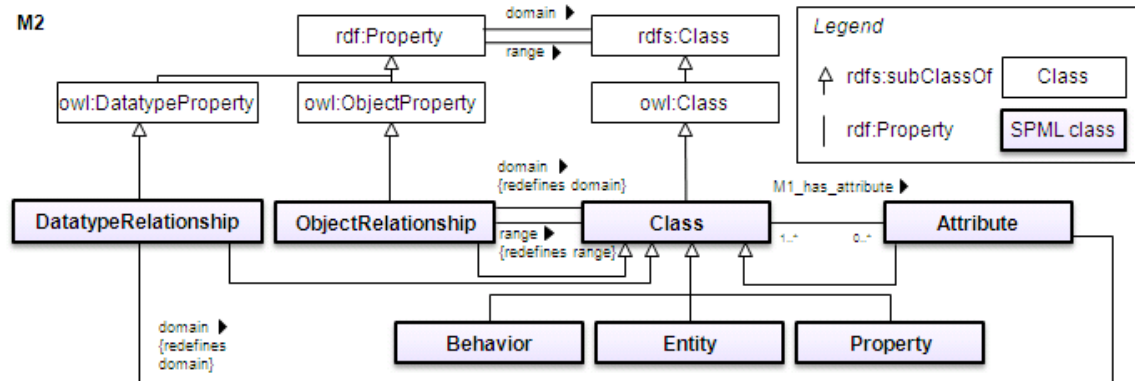 M2
domain ▶
rdf:Property
rdfs:Class
range ▶
Legend
rdfs:subClassOf
Class
rdf:Property
SPML class
owl:DatatypeProperty
owl:ObjectProperty
owl:Class
domain ▶
{redefines domain}
M1_has_attribute ▶
DatatypeRelationship
ObjectRelationship
Class
Attribute
1..*
0..*
range ▶
{redefines range}
domain ▶
{redefines
domain}
Behavior
Entity
Property